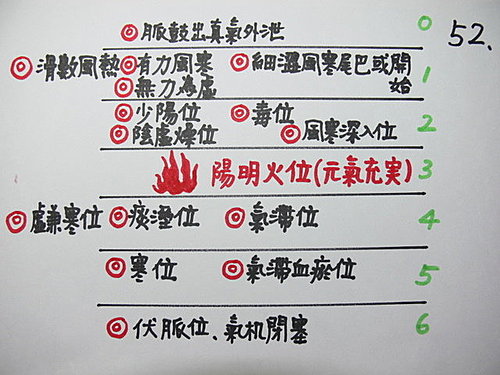 52.
◎脈鼓出真氣外泄 0
◎滑數風熱 ◎有力風寒 ◎細澀風寒尾巴或開始 1
◎無力為虛
◎少陽位 ◎毒位 2
◎陰虛燥位 ◎風寒深入位
陽明火位(元氣充実) 3
◎虛兼寒位 ◎痰溼位 ◎氣滯位 4
◎寒位 ◎氣滯血瘀位 5
◎伏脈位、氣机閉塞 6